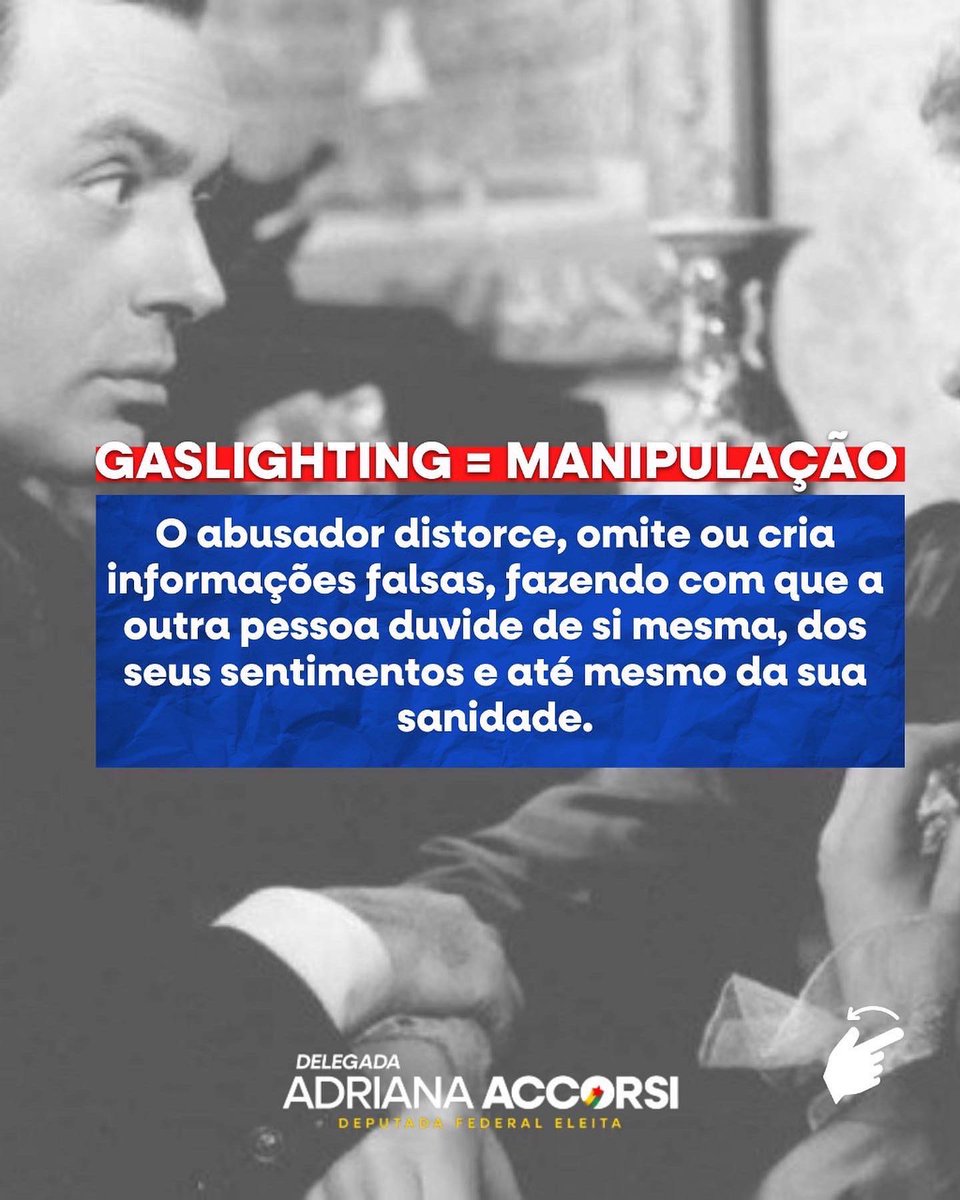 GASLIGHTING = MANIPULAÇÃO
O abusador distorce, omite ou cria
informações falsas, fazendo com que a
outra pessoa duvide de si mesma, dos
seus sentimentos e até mesmo da sua
sanidade.
DELEGADA
ADRIANA ACCORSI
DEPUTADA FEDERAL ELEITA